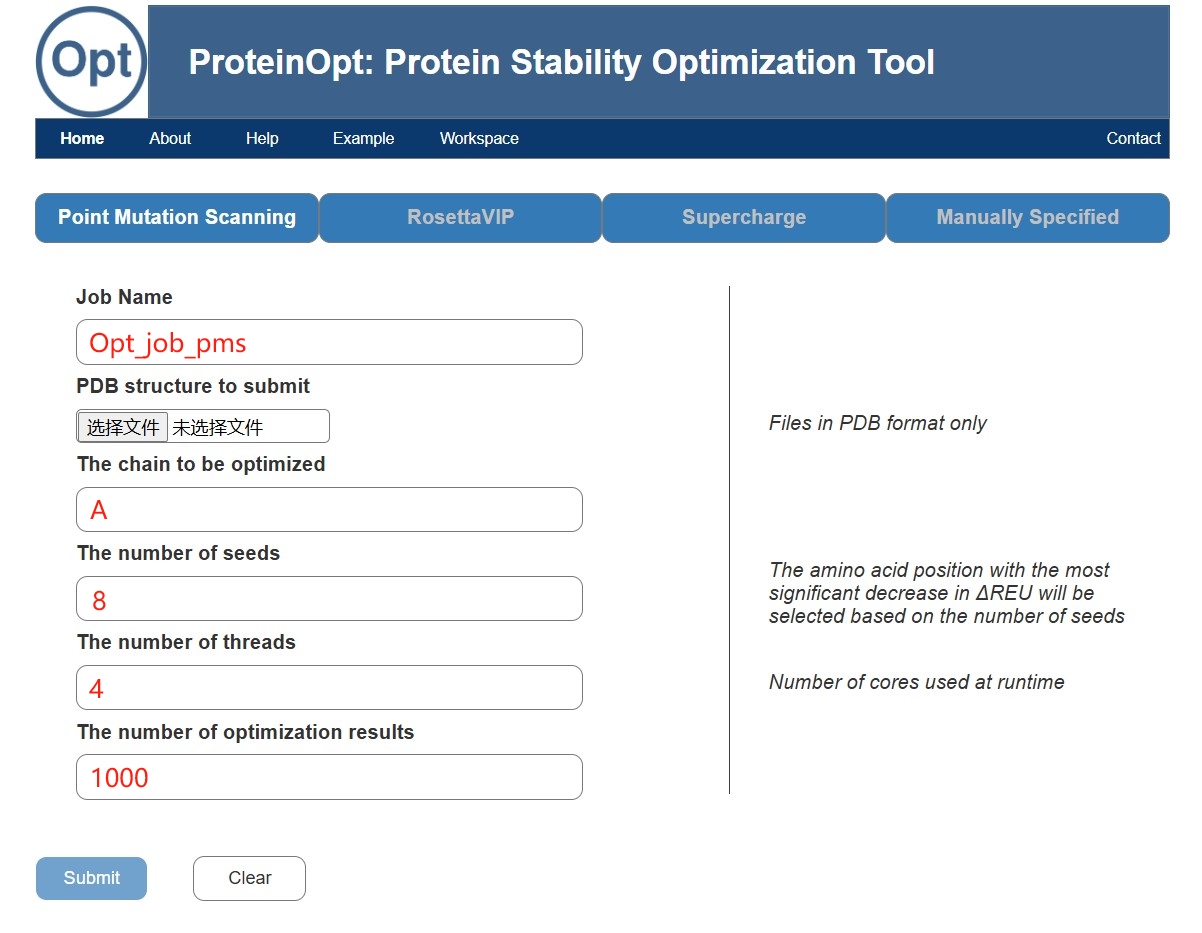 Opt
ProteinOpt: Protein Stability Optimization Tool
Home About Help Example Workspace Contact
Point Mutation Scanning RosettaVIP Supercharge Manually Specified
Job Name
Opt_job_pms
PDB structure to submit
选择文件 未选择文件
Files in PDB format only
The chain to be optimized
A
The number of seeds
8
The amino acid position with the most
significant decrease in ΔREU will be
selected based on the number of seeds
The number of threads
4
Number of cores used at runtime
The number of optimization results
1000
Submit Clear